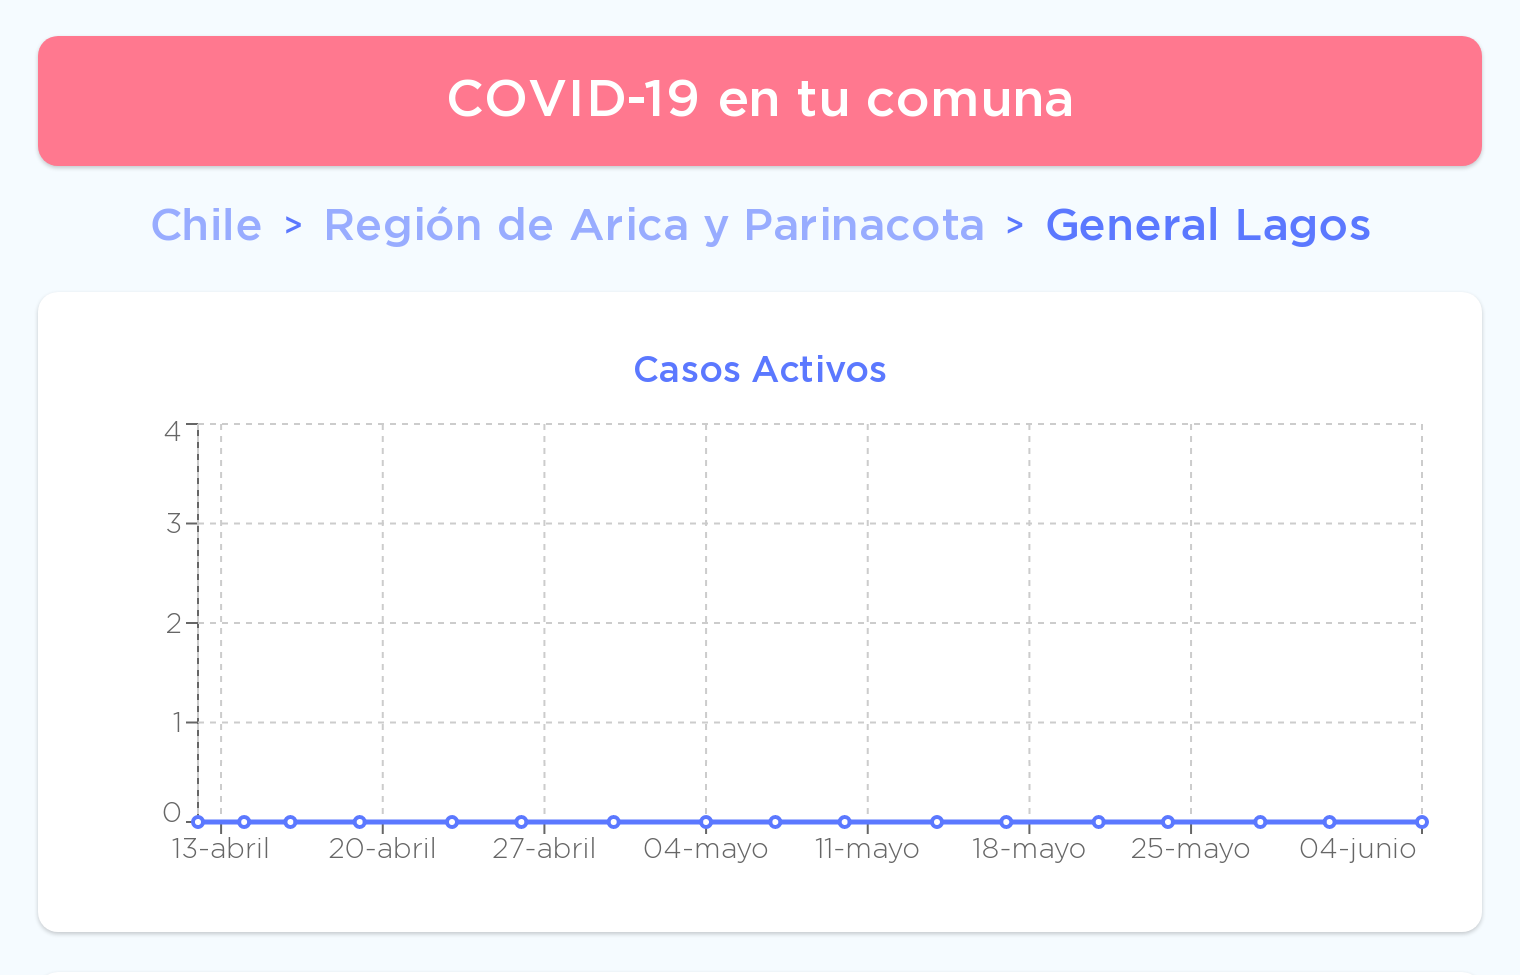 COVID-19 en tu comuna
Chile > Región de Arica y Parinacota > General Lagos
Casos Activos
4
3
2
1
0
13-abril 20-abril 27-abril 04-mayo 11-mayo 18-mayo 25-mayo 04-junio